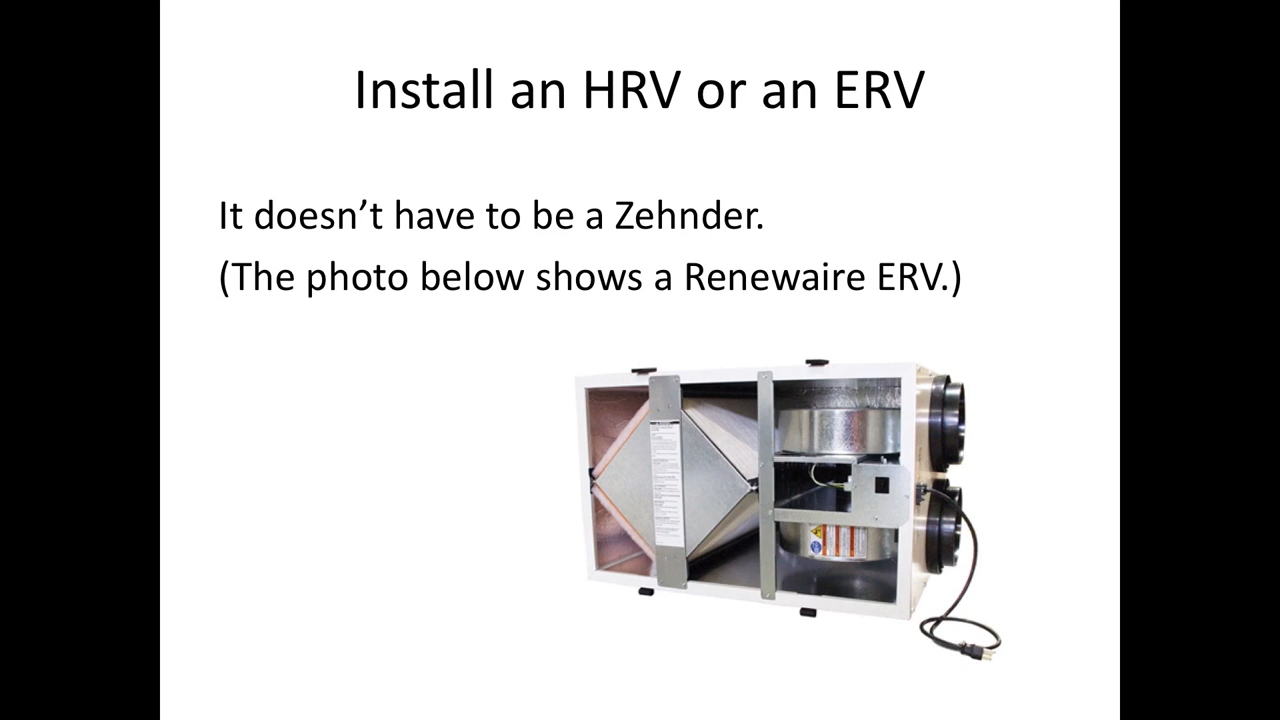 Install an HRV or an ERV
It doesn’t have to be a Zehnder.
(The photo below shows a Renewaire ERV.)